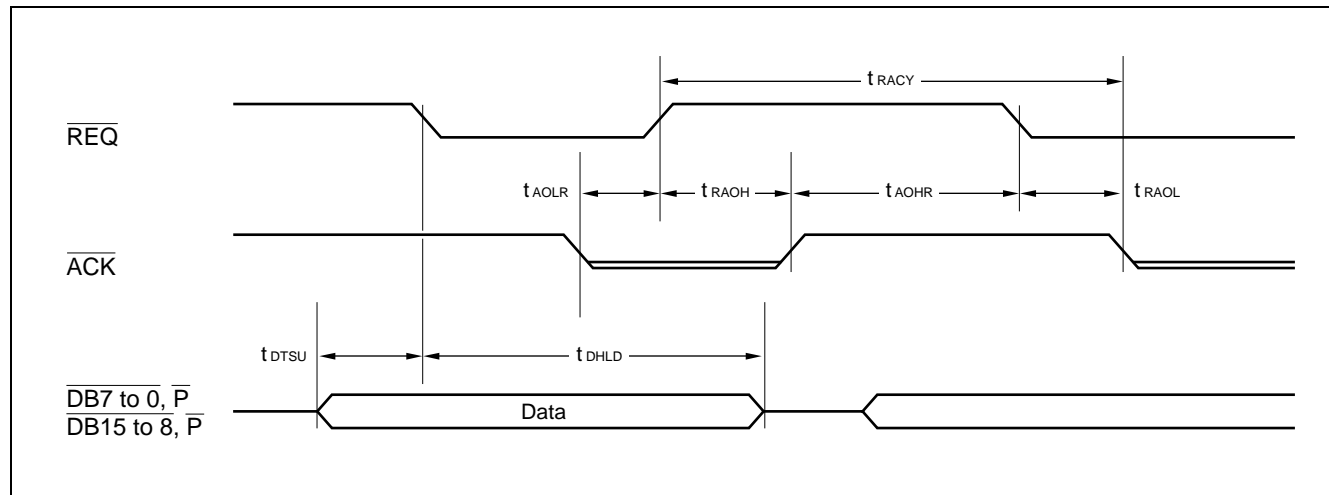 t RACY
REQ
t AOLR
t RAOH
t AOHR
t RAOL
ACK
t DTSU
t DHLD
DB7 to 0, P
Data
DB15 to 8, P